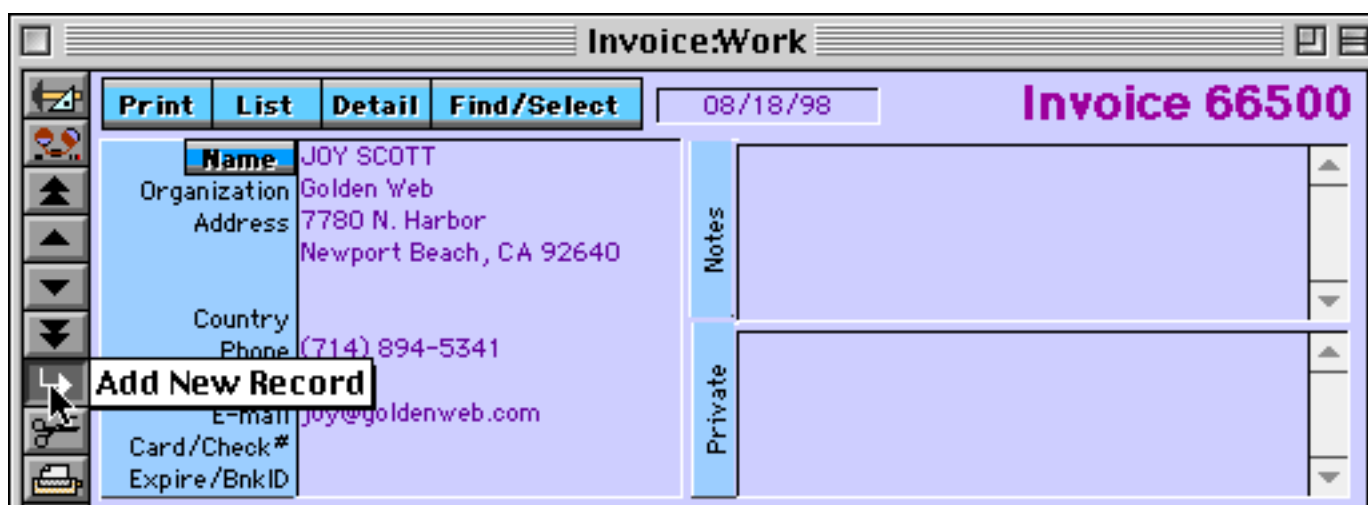 Invoice:Work
Print List Detail Find/Select 08/18/98 Invoice 66500
Name JOY SCOTT
Organization Golden Web
Address 7780 N. Harbor
Newport Beach, CA 92640
Country
Phone (714) 894-5341
Add New Record
E-mail joy@goldenweb.com
Card/Check#
Expire/BnkID
Notes
Private